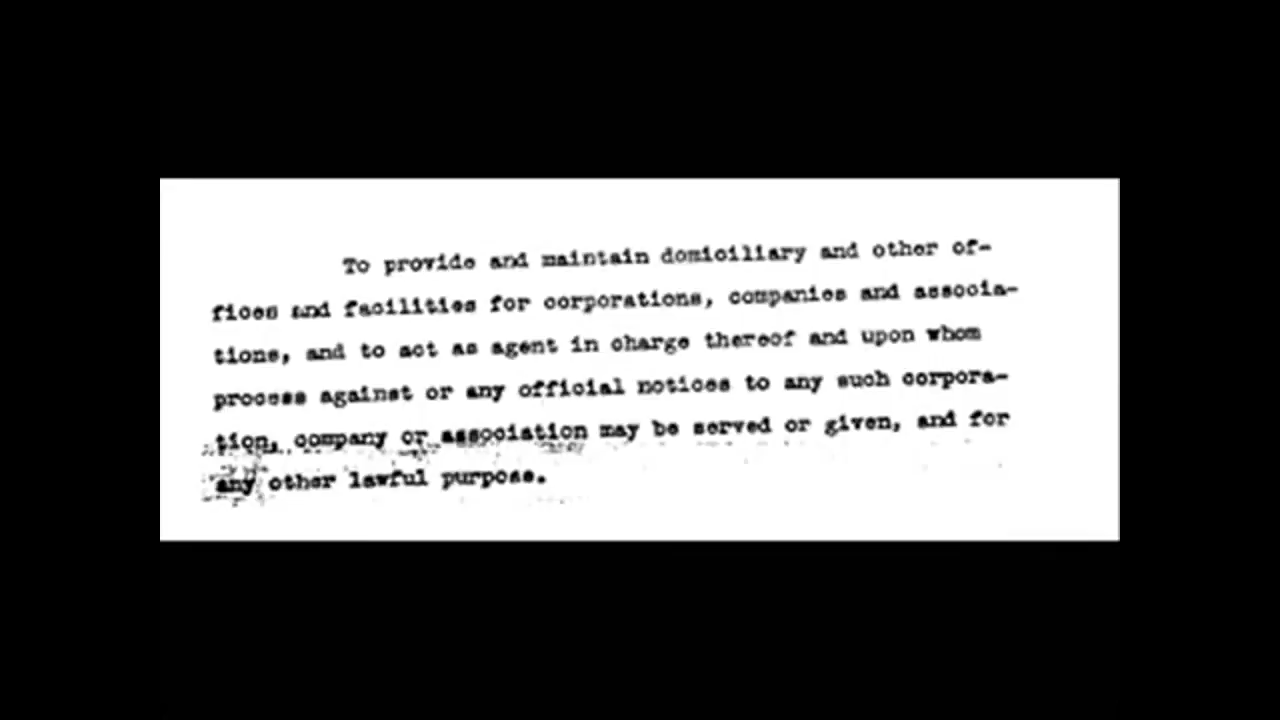 To provide and maintain domiciliary and other of-
fices and facilities for corporations, companies and associa-
tions, and to act as agent in charge thereof and upon whom
process against or any official notices to any such corpora-
tion, company or association may be served or given, and for
any other lawful purpose.